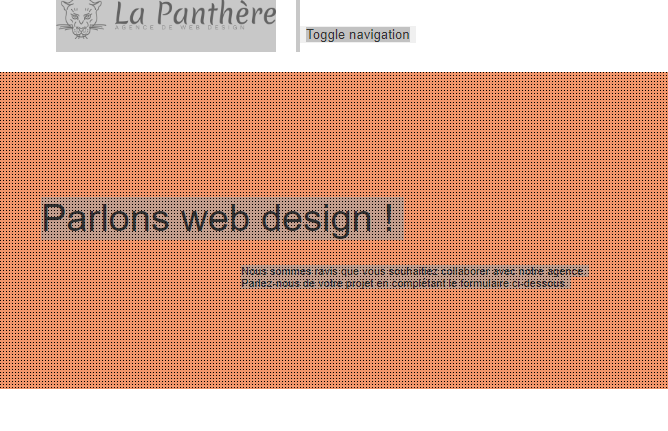 La Panthère
AGENCE DE WEB DESIGN
Toggle navigation
Parlons web design !
Nous sommes ravis que vous souhaitiez collaborer avec notre agence.
Parlez-nous de votre projet en complétant le formulaire ci-dessous.